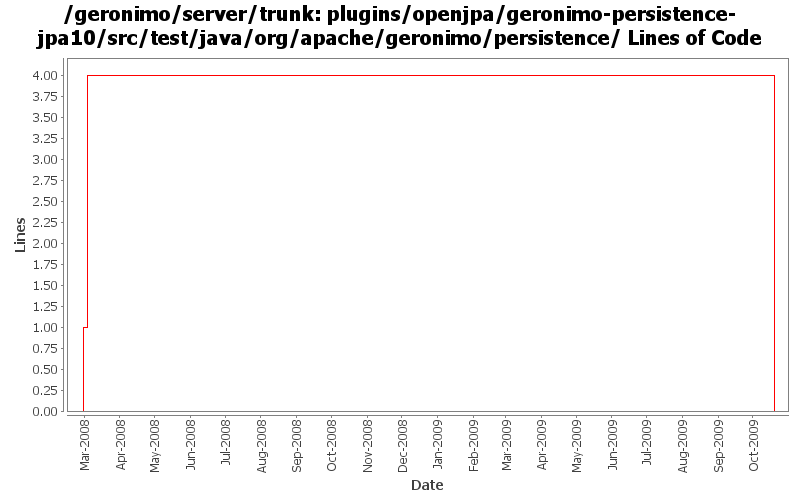 /geronimo/server/trunk: plugins/openjpa/geronimo-persistence-
jpa10/src/test/java/org/apache/geronimo/persistence/ Lines of Code
Lines
4.00
3.75
3.50
3.25
3.00
2.75
2.50
2.25
2.00
1.75
1.50
1.25
1.00
0.75
0.50
0.25
0.00
Mar-2008
Apr-2008
May-2008
Jun-2008
Jul-2008
Aug-2008
Sep-2008
Oct-2008
Nov-2008
Dec-2008
Jan-2009
Feb-2009
Mar-2009
Apr-2009
May-2009
Jun-2009
Jul-2009
Aug-2009
Sep-2009
Oct-2009
Date